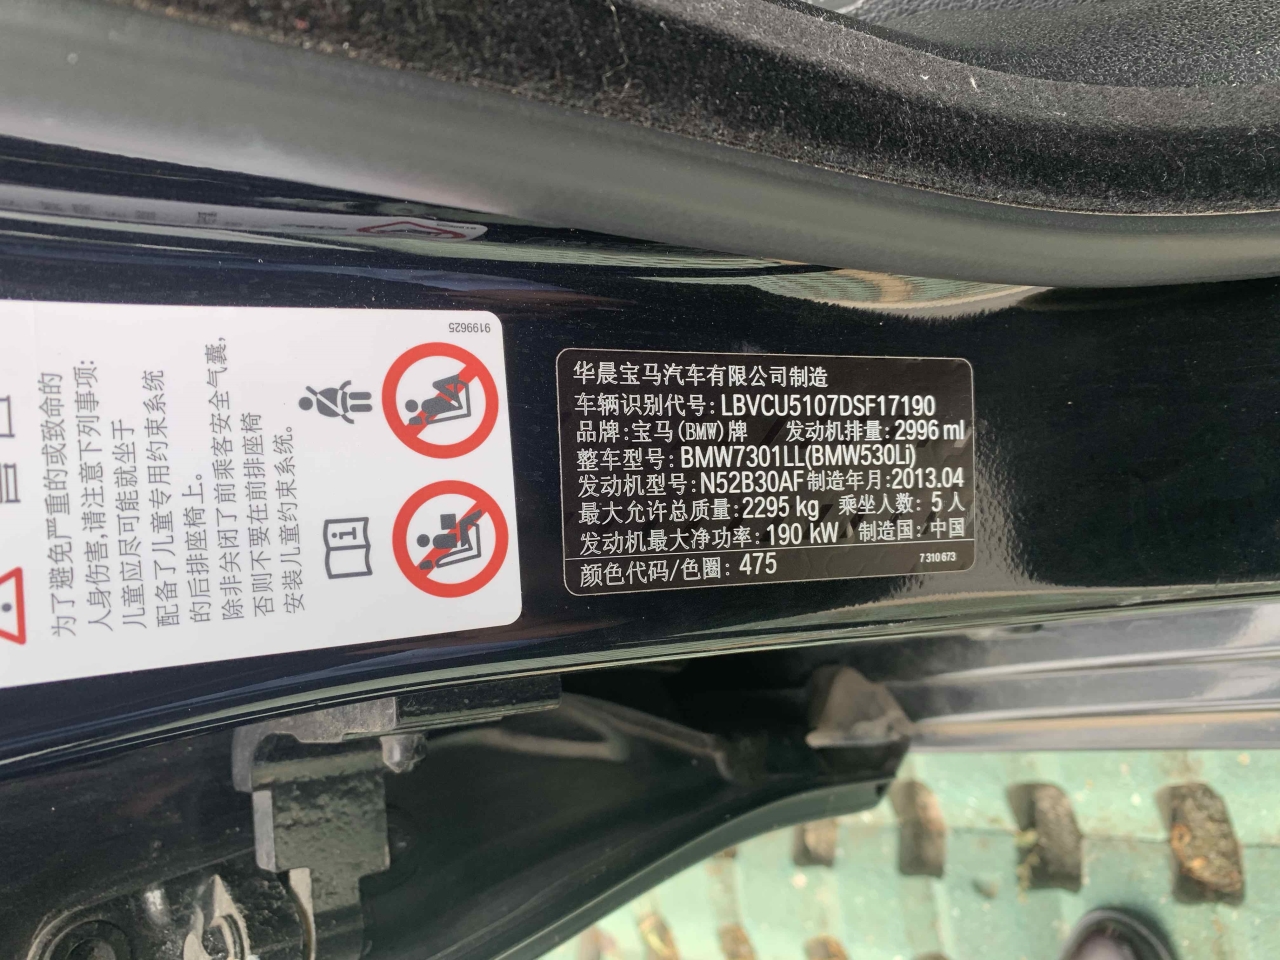 9199625
为了避免严重的或致命的
人身伤害,请注意下列事项:
儿童应尽可能就坐于
配备了儿童专用约束系统
的后排座椅上。
除非关闭了前乘客安全气囊,
否则不要在前排座椅
安装儿童约束系统。
华晨宝马汽车有限公司制造
车辆识别代号:LBVCU5107DSF17190
品牌:宝马(BMW)牌 发动机排量:2996 ml
整车型号:BMW7301LL(BMW530Li)
发动机型号:N52B30AF 制造年月:2013.04
最大允许总质量:2295 kg 乘坐人数: 5 人
发动机最大净功率:190 kW 制造国: 中国
颜色代码/色圈: 475
7 310 673